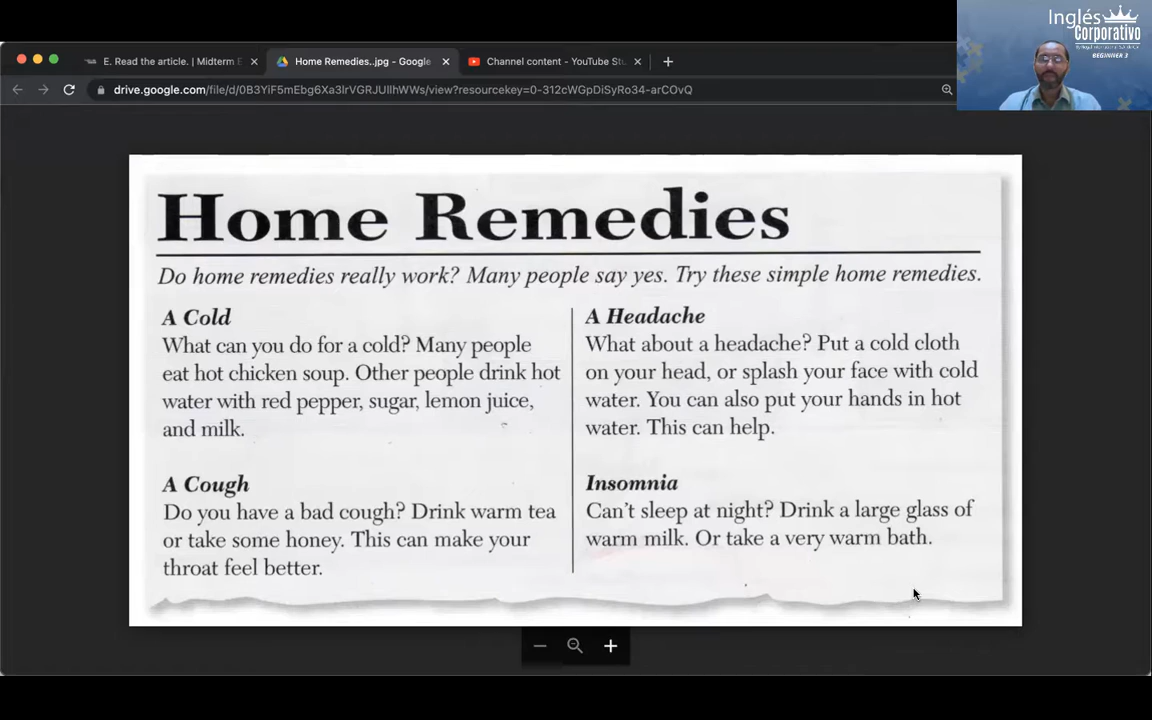 Inglés
Corporativo
BEGINNER 3
E. Read the article. | Midterm E
Home Remedies..jpg - Google
Channel content - YouTube Stu
drive.google.com/file/d/0B3YiF5mEbg6Xa3lrVGRJUllhWWs/view?resourcekey=0-312cWGpDiSyRo34-arCOvQ
Home Remedies
Do home remedies really work? Many people say yes. Try these simple home remedies.
A Cold
What can you do for a cold? Many people
eat hot chicken soup. Other people drink hot
water with red pepper, sugar, lemon juice,
and milk.
A Cough
Do you have a bad cough? Drink warm tea
or take some honey. This can make your
throat feel better.
A Headache
What about a headache? Put a cold cloth
on your head, or splash your face with cold
water. You can also put your hands in hot
water. This can help.
Insomnia
Can't sleep at night? Drink a large glass of
warm milk. Or take a very warm bath.